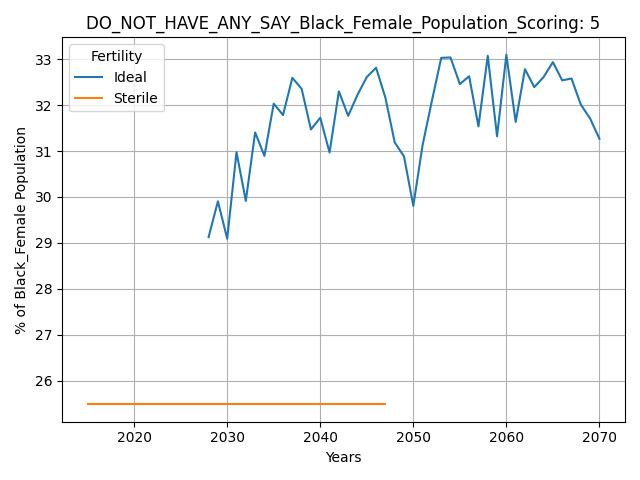 DO_NOT_HAVE_ANY_SAY_Black_Female_Population_Scoring: 5
Fertility
Ideal
Sterile
33
32
31
30
29
28
27
26
% of Black_Female Population
2020 2030 2040 2050 2060 2070
Years